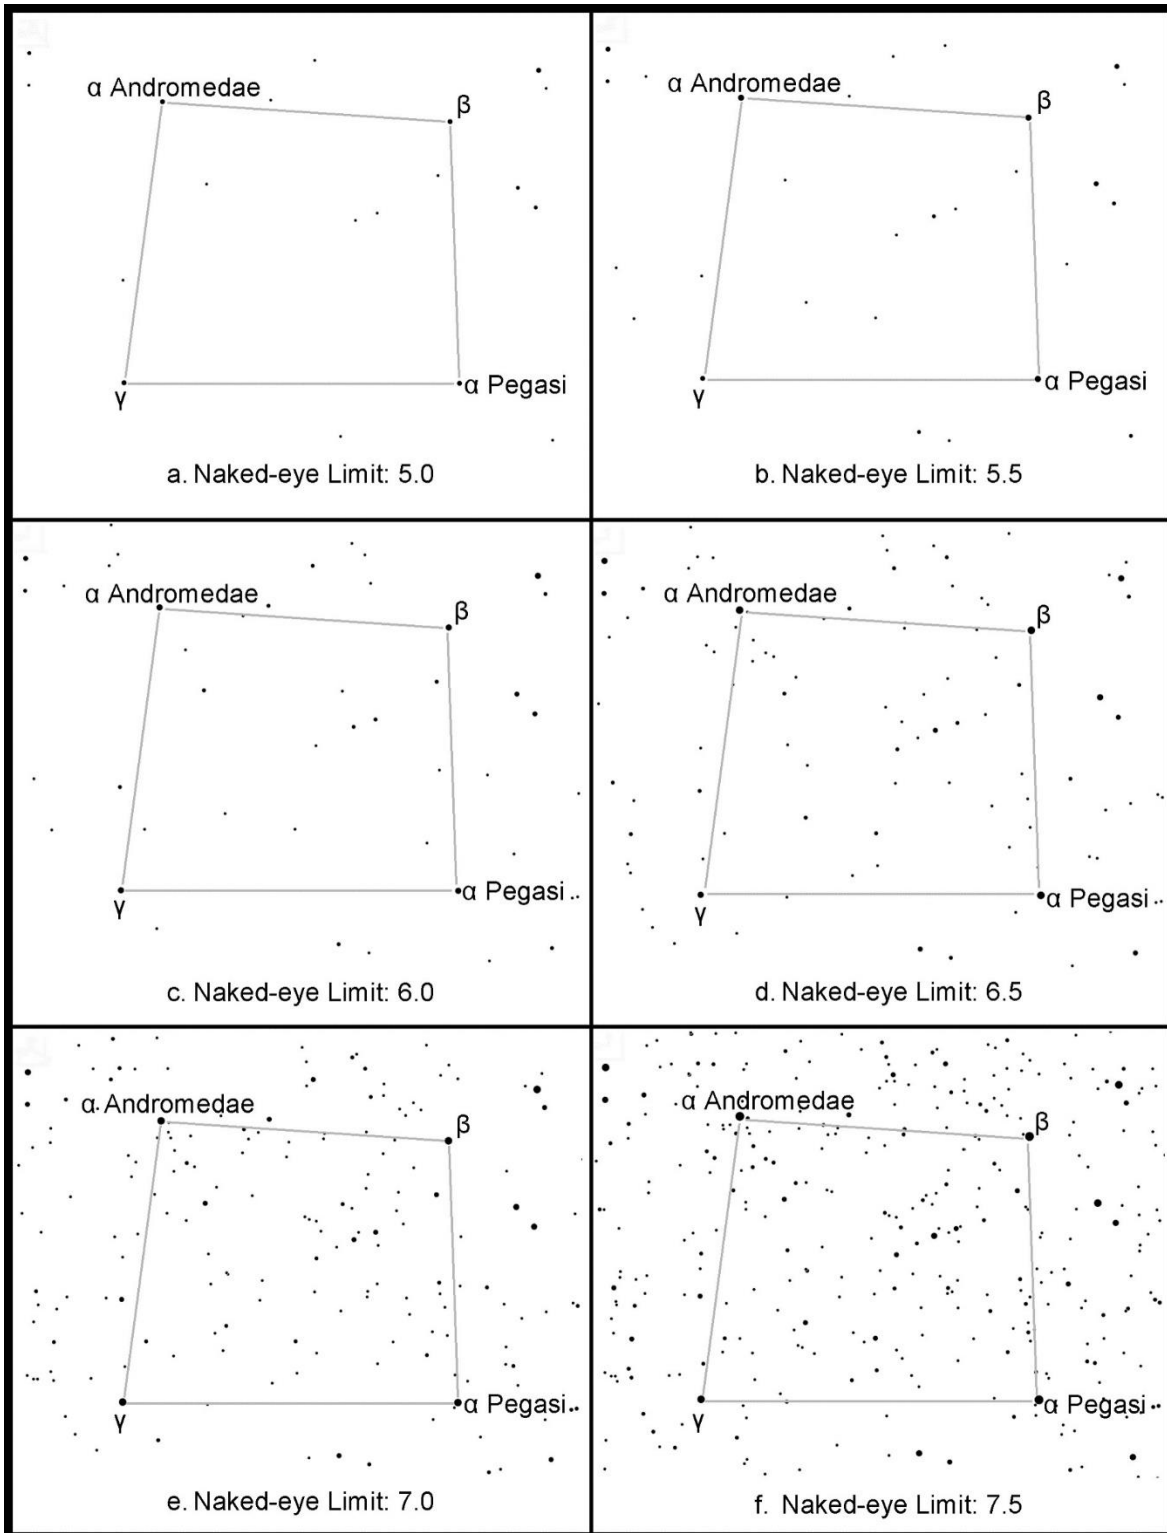 α Andromedae
β
γ
α Pegasi
a. Naked-eye Limit: 5.0
α Andromedae
β
γ
α Pegasi
b. Naked-eye Limit: 5.5
α Andromedae
β
γ
α Pegasi
c. Naked-eye Limit: 6.0
α Andromedae
β
γ
α Pegasi
d. Naked-eye Limit: 6.5
α Andromedae
β
γ
α Pegasi
e. Naked-eye Limit: 7.0
α Andromedae
β
γ
α Pegasi
f. Naked-eye Limit: 7.5